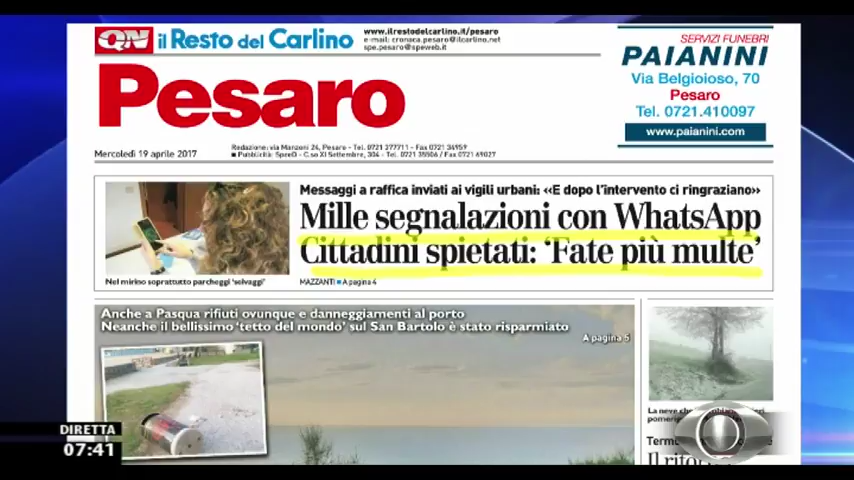 QN il Resto del Carlino
www.ilrestodelcarlino.it/pesaro
e-mail: cronaca.pesaro@ilcarlino.net
spe.pesaro@speweb.it
SERVIZI FUNEBRI
PAIANINI
Via Belgioioso, 70
Pesaro
Tel. 0721.410097
www.paianini.com
Pesaro
Mercoledì 19 aprile 2017
Redazione: via Manzoni 24, Pesaro - Tel. 0721 377711 - Fax 0721 34959
■ Pubblicità: SpeeD - C.so XI Settembre, 304 - Tel. 0721 35506 / Fax 0721 69027
Messaggi a raffica inviati ai vigili urbani: «E dopo l'intervento ci ringraziano»
Mille segnalazioni con WhatsApp
Cittadini spietati: 'Fate più multe'
Nel mirino soprattutto parcheggi 'selvaggi'
MAZZANTI ■ A pagina 4
Anche a Pasqua rifiuti ovunque e danneggiamenti al porto
Neanche il bellissimo 'tetto del mondo' sul San Bartolo è stato risparmiato
A pagina 5
La neve
DIRETTA
07:41